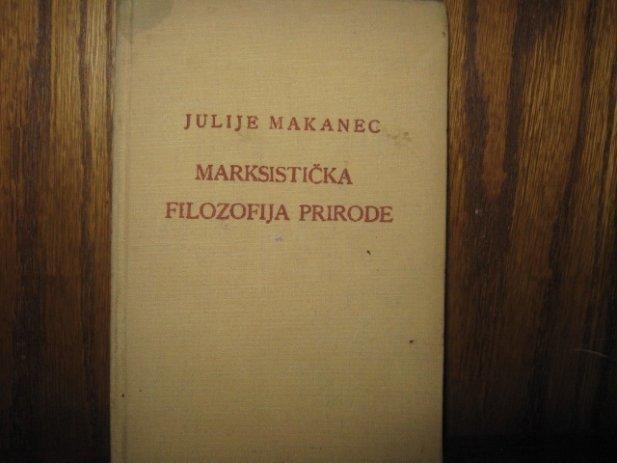 JULIJE MAKANEC
MARKSISTIČKA
FILOZOFIJA PRIRODE